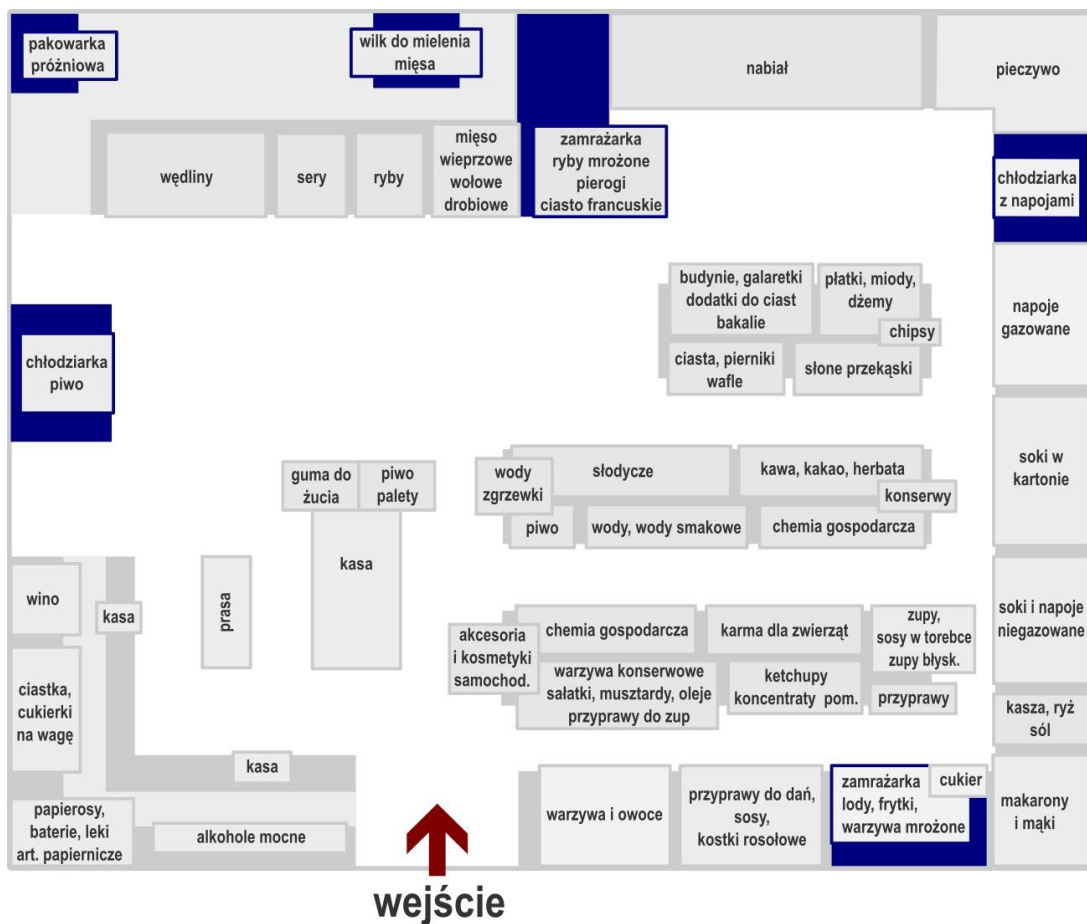 pakowarka
próżniowa
wilk do mielenia
mięsa
nabiał
pieczywo
wędliny
sery
ryby
mięso
wieprzowe
wołowe
drobiowe
zamrażarka
ryby mrożone
pierogi
ciasto francuskie
chłodziarka
z napojami
budynie, galaretki
dodatki do ciast
bakalie
płatki, miody,
dżemy
chipsy
ciasta, pierniki
wafle
słone przekąski
napoje
gazowane
chłodziarka
piwo
guma do
żucia
piwo
palety
kasa
wody
zgrzewki
słodycze
kawa, kakao, herbata
konserwy
piwo
wody, wody smakowe
chemia gospodarcza
soki w
kartonie
wino
kasa
prasa
ciastka,
cukierki
na wagę
akcesoria
i kosmetyki
samochod.
chemia gospodarcza
karma dla zwierząt
zupy,
sosy w torebce
zupy błysk.
warzywa konserwowe
sałatki, musztardy, oleje
przyprawy do zup
ketchupy
koncentraty pom.
przyprawy
soki i napoje
niegazowane
kasza, ryż
sól
kasa
papierosy,
baterie, leki
art. papiernicze
alkohole mocne
warzywa i owoce
przyprawy do dań,
sosy,
kostki rosołowe
zamrażarka
lody, frytki,
warzywa mrożone
cukier
makarony
i mąki
wejście